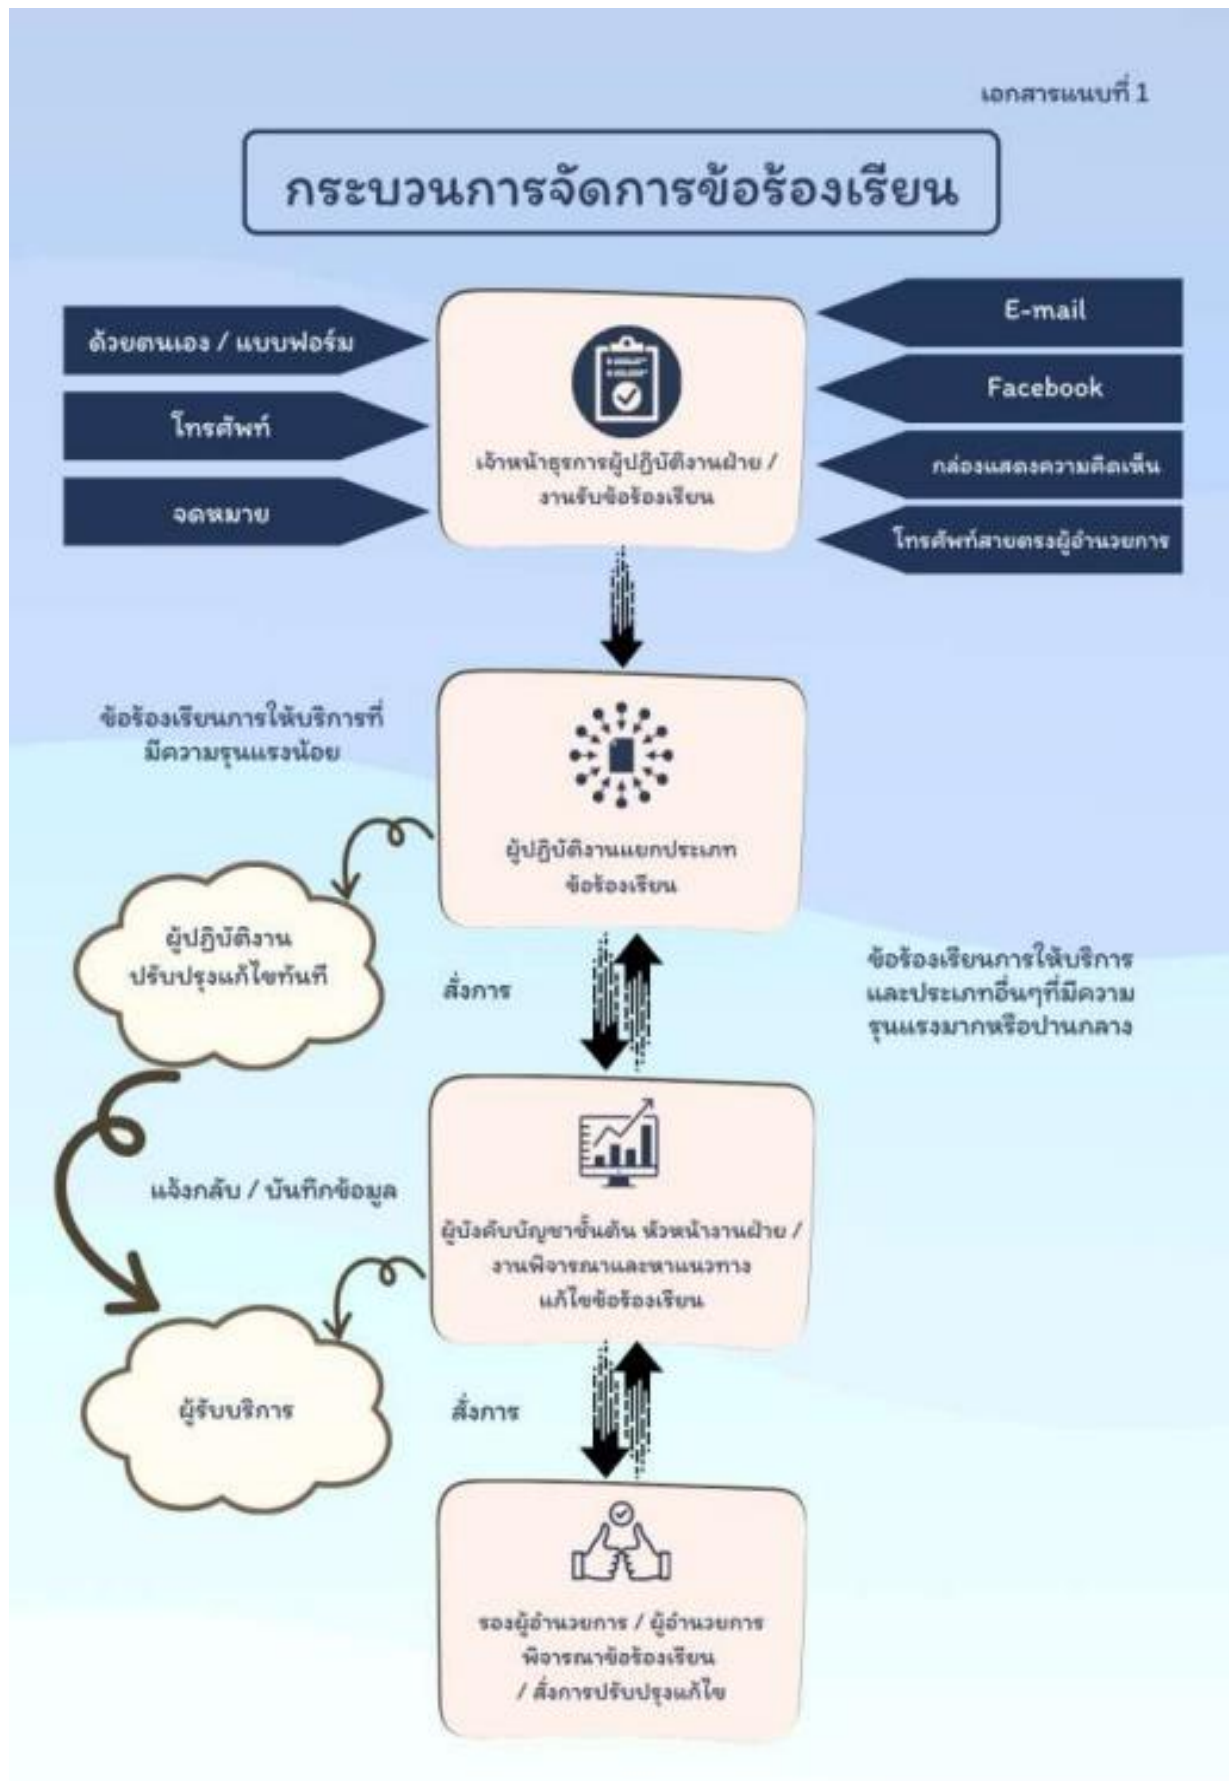 เอกสารแนบที่ 1
กระบวนการจัดการข้อร้องเรียน
ด้วยตนเอง / แบบฟอร์ม
โทรศัพท์
จดหมาย
E-mail
Facebook
กล่องแสดงความคิดเห็น
โทรศัพท์สายตรงผู้อำนวยการ
เจ้าหน้าธุรการผู้ปฏิบัติงานฝ่าย /
งานรับข้อร้องเรียน
ข้อร้องเรียนการให้บริการที่
มีความรุนแรงน้อย
ผู้ปฏิบัติงานแยกประเภท
ข้อร้องเรียน
ผู้ปฏิบัติงาน
ปรับปรุงแก้ไขทันที
สั่งการ
ข้อร้องเรียนการให้บริการ
และประเภทอื่นๆที่มีความ
รุนแรงมากหรือปานกลาง
แจ้งกลับ / บันทึกข้อมูล
ผู้บังคับบัญชาชั้นต้น หัวหน้างานฝ่าย /
งานพิจารณาและหาแนวทาง
แก้ไขข้อร้องเรียน
ผู้รับบริการ
สั่งการ
รองผู้อำนวยการ / ผู้อำนวยการ
พิจารณาข้อร้องเรียน
/ สั่งการปรับปรุงแก้ไข